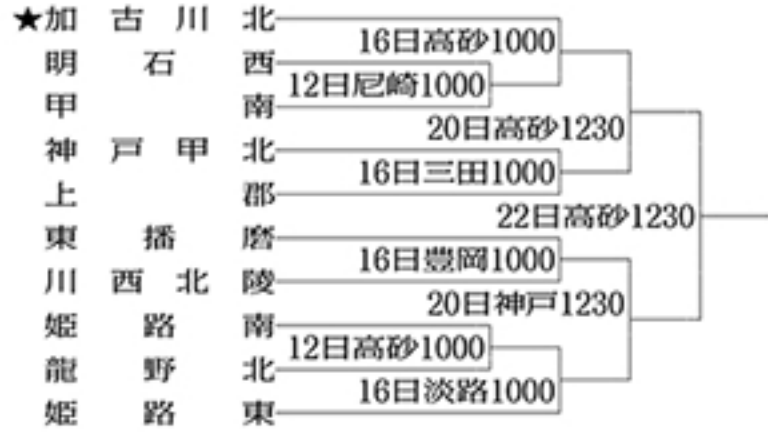 ★加古川北
16日高砂1000
明石西
12日尼崎1000
甲南
20日高砂1230
神戸甲北
16日三田1000
上郡
22日高砂1230
東播磨
16日豊岡1000
川西北陵
20日神戸1230
姫路南
12日高砂1000
龍野北
16日淡路1000
姫路東